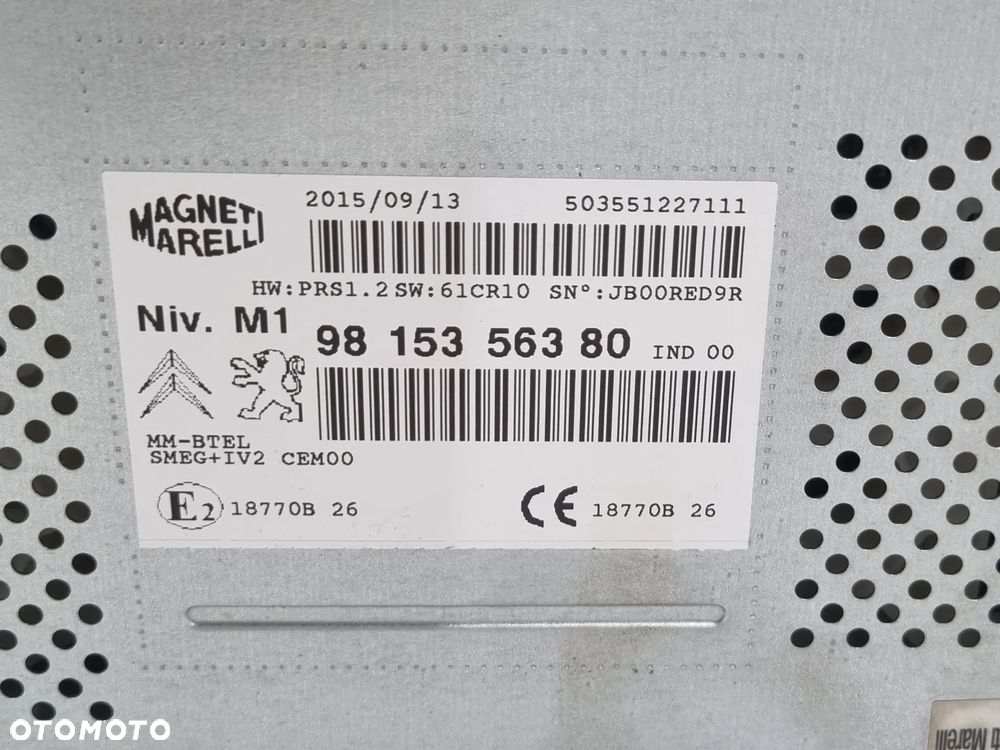 MAGNETI MARELLI
2015/09/13 503551227111
HW:PRS1.2 SW:61CR10 SN°:JB00RED9R
Niv. M1
98 153 563 80 IND 00
MM-BTEL
SMEG+IV2 CEM00
E2 18770B 26
CE 18770B 26
Marelli
OTOMOTO